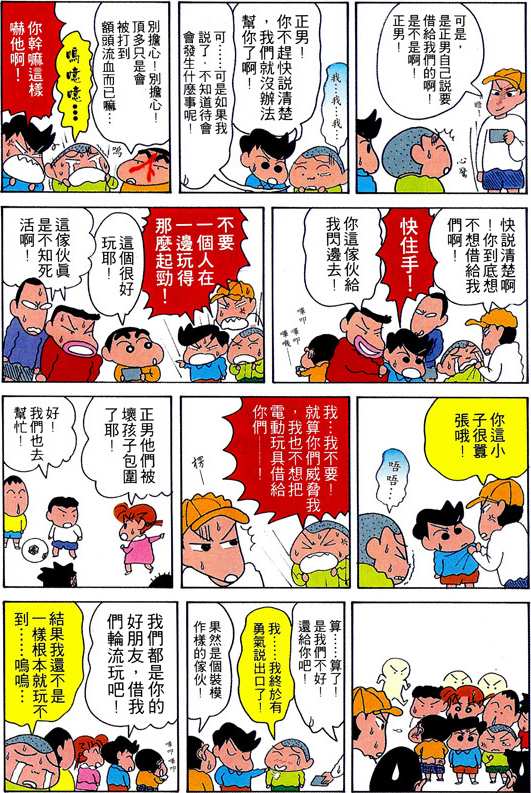 可是，
是正男自己說要
借給我們的啊！
是不是啊！
正男！
我⋯我⋯我⋯
正男！
你不趕快說清楚
，我們就沒辦法
幫你了啊！
可⋯⋯可是如果我
說了，不知道待會
會發生什麼事呢！
別擔心！別擔心！
頂多只是會
被打到
額頭流血而已嘛⋯
嗚
嗚噫噫⋯
你幹嘛這樣
嚇他啊！
快說清楚啊
！你到底想
不想借給我
們啊！
快住手！
你這傢伙給
我閃邊去！
不要
一個人在
一邊玩得
那麼起勁！
這個很好
玩耶！
這傢伙真
是不知死
活啊！
你這小
子很囂
張哦！
唔唔⋯
我⋯我不要！
就算你們威脅我
，我也不想把
電動玩具借給
你們⋯⋯！
愣
正男他們被
壞孩子包圍
了耶！
好！
我們也去
幫忙！
算⋯⋯算了！
是我們不好！
還給你吧！
我⋯⋯我終於有
勇氣說出口了！
果然是個裝模
作樣的傢伙！
我們都是你的
好朋友，借我
們輪流玩吧！
結果我還不是
一樣根本就玩不
到⋯⋯嗚嗚⋯